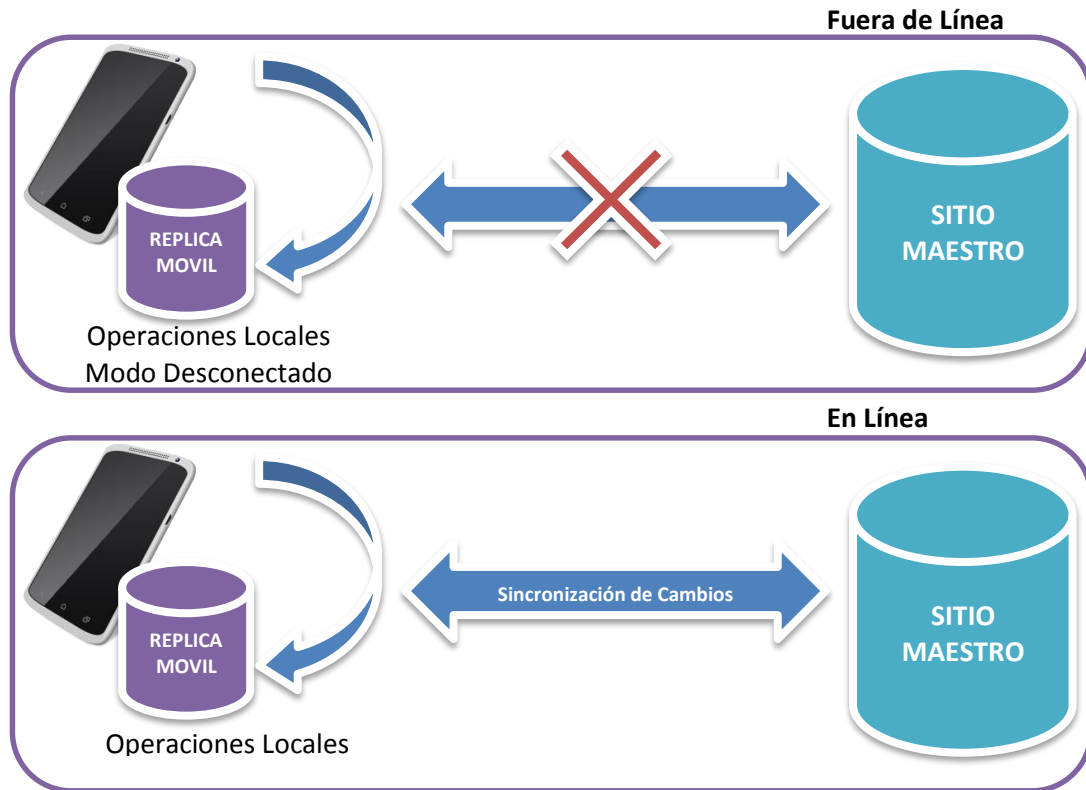 Fuera de Línea
REPLICA
MOVIL
SITIO
MAESTRO
Operaciones Locales
Modo Desconectado
En Línea
Sincronización de Cambios
REPLICA
MOVIL
SITIO
MAESTRO
Operaciones Locales